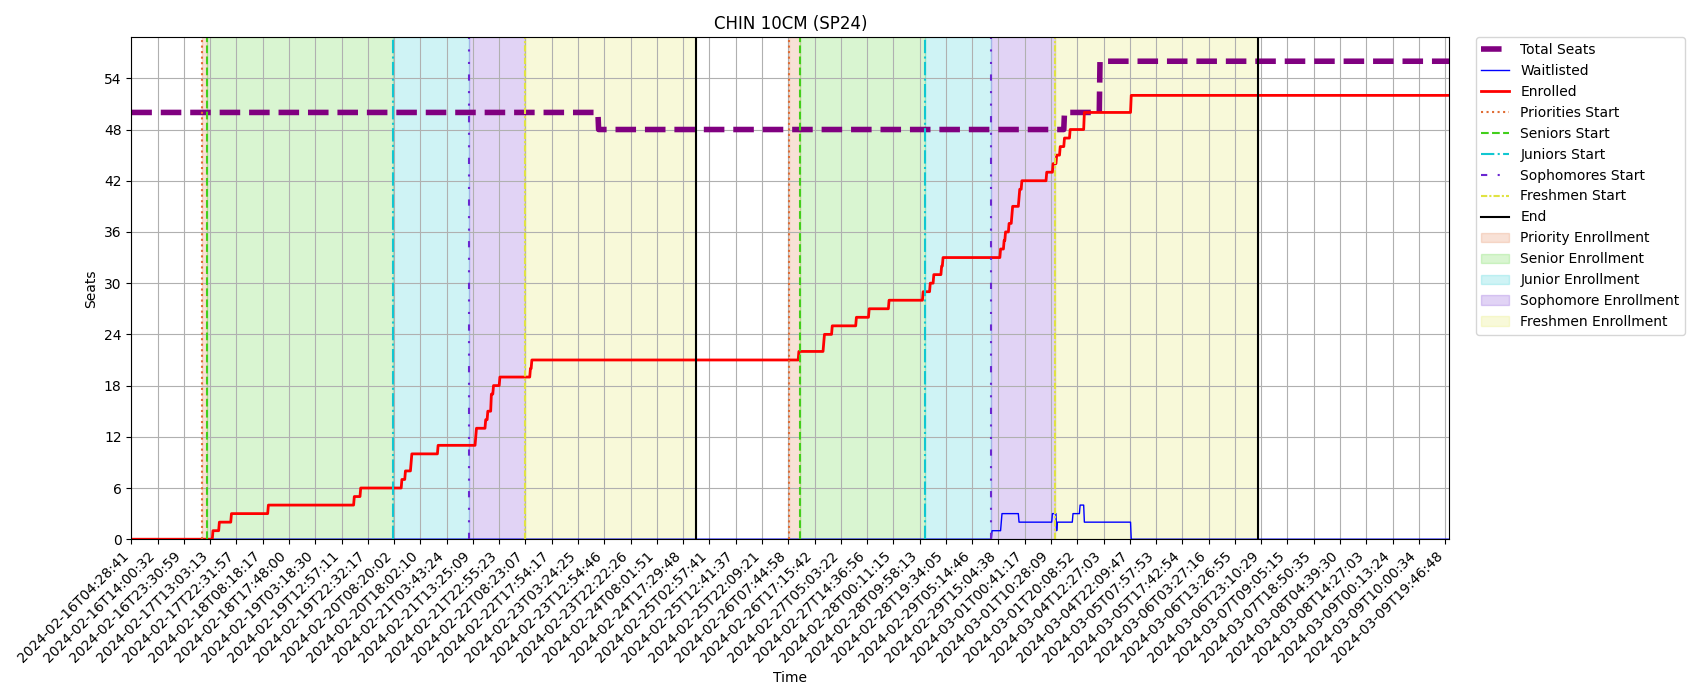 CHIN 10CM (SP24)
Seats
54
48
42
36
30
24
18
12
6
0
2024-02-16T04:28:41
2024-02-16T14:00:32
2024-02-16T23:30:59
2024-02-17T13:03:13
2024-02-17T22:31:57
2024-02-18T08:18:17
2024-02-18T17:48:00
2024-02-19T03:18:30
2024-02-19T12:57:11
2024-02-19T22:32:17
2024-02-20T08:20:02
2024-02-20T18:02:10
2024-02-21T03:43:24
2024-02-21T13:25:09
2024-02-21T22:55:23
2024-02-22T08:23:07
2024-02-22T17:54:17
2024-02-23T03:24:25
2024-02-23T12:54:46
2024-02-23T22:22:26
2024-02-24T08:01:51
2024-02-24T17:29:48
2024-02-25T02:57:41
2024-02-25T12:41:37
2024-02-25T22:09:21
2024-02-26T07:44:58
2024-02-26T17:15:42
2024-02-27T05:03:22
2024-02-27T14:36:56
2024-02-28T00:11:15
2024-02-28T09:58:13
2024-02-28T19:34:05
2024-02-29T05:14:46
2024-02-29T15:04:38
2024-03-01T00:41:17
2024-03-01T10:28:09
2024-03-01T20:08:52
2024-03-04T12:27:03
2024-03-04T22:09:47
2024-03-05T07:57:53
2024-03-05T17:42:54
2024-03-06T03:27:16
2024-03-06T13:26:55
2024-03-06T23:10:29
2024-03-07T09:05:15
2024-03-07T18:50:35
2024-03-08T04:39:30
2024-03-08T14:27:03
2024-03-09T00:13:24
2024-03-09T10:00:34
2024-03-09T19:46:48
Time
Total Seats
Waitlisted
Enrolled
Priorities Start
Seniors Start
Juniors Start
Sophomores Start
Freshmen Start
End
Priority Enrollment
Senior Enrollment
Junior Enrollment
Sophomore Enrollment
Freshmen Enrollment